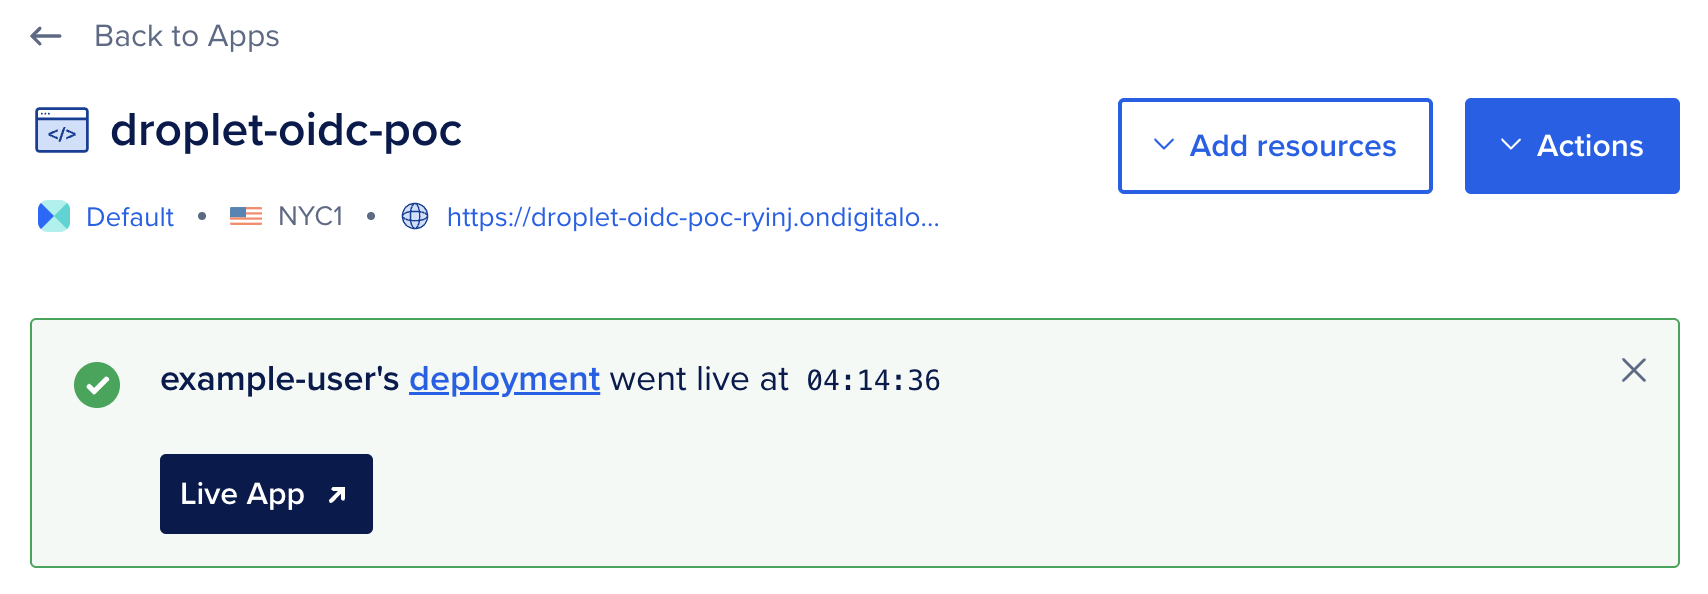 ← Back to Apps
</> droplet-oidc-poc
Add resources
Actions
Default • NYC1 • https://droplet-oidc-poc-ryinj.ondigitalo...
example-user's deployment went live at 04:14:36
Live App